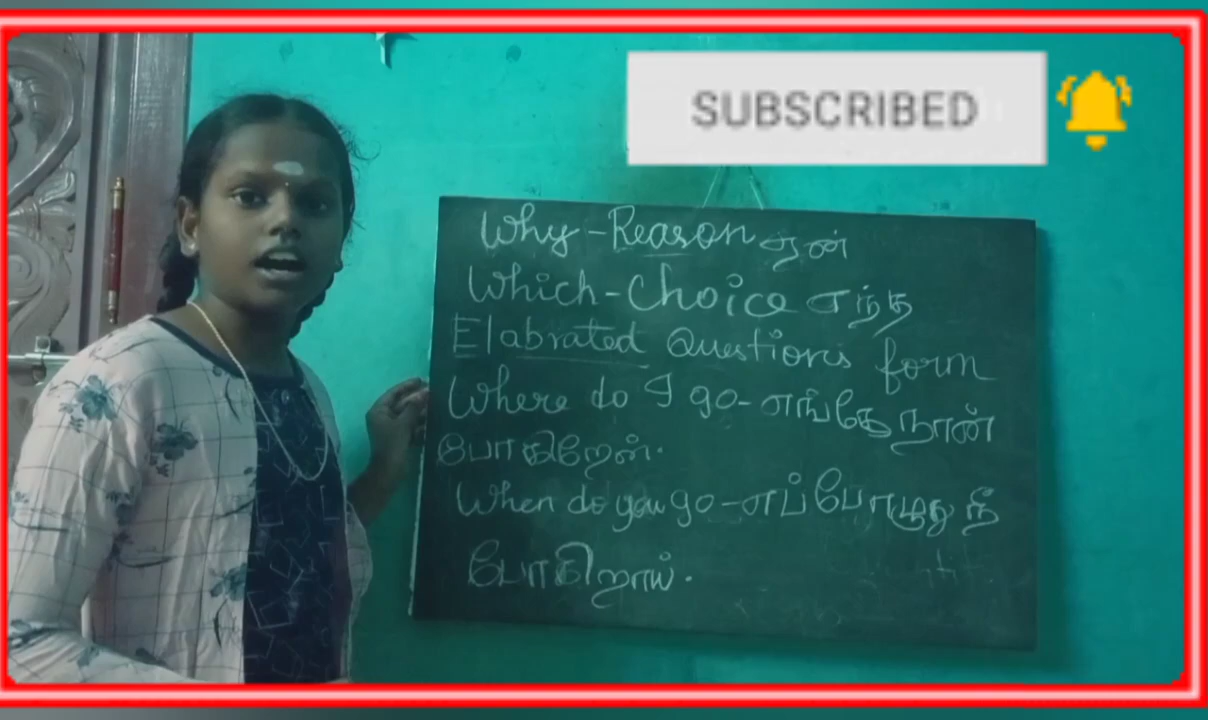 SUBSCRIBED
Why - Reason ஏன்
Which - choice எந்த
Elabrated Questions form
Where do I go - எங்கே நான்
போகிறேன்.
When do you go - எப்போழுது நீ
போகிறாய்.